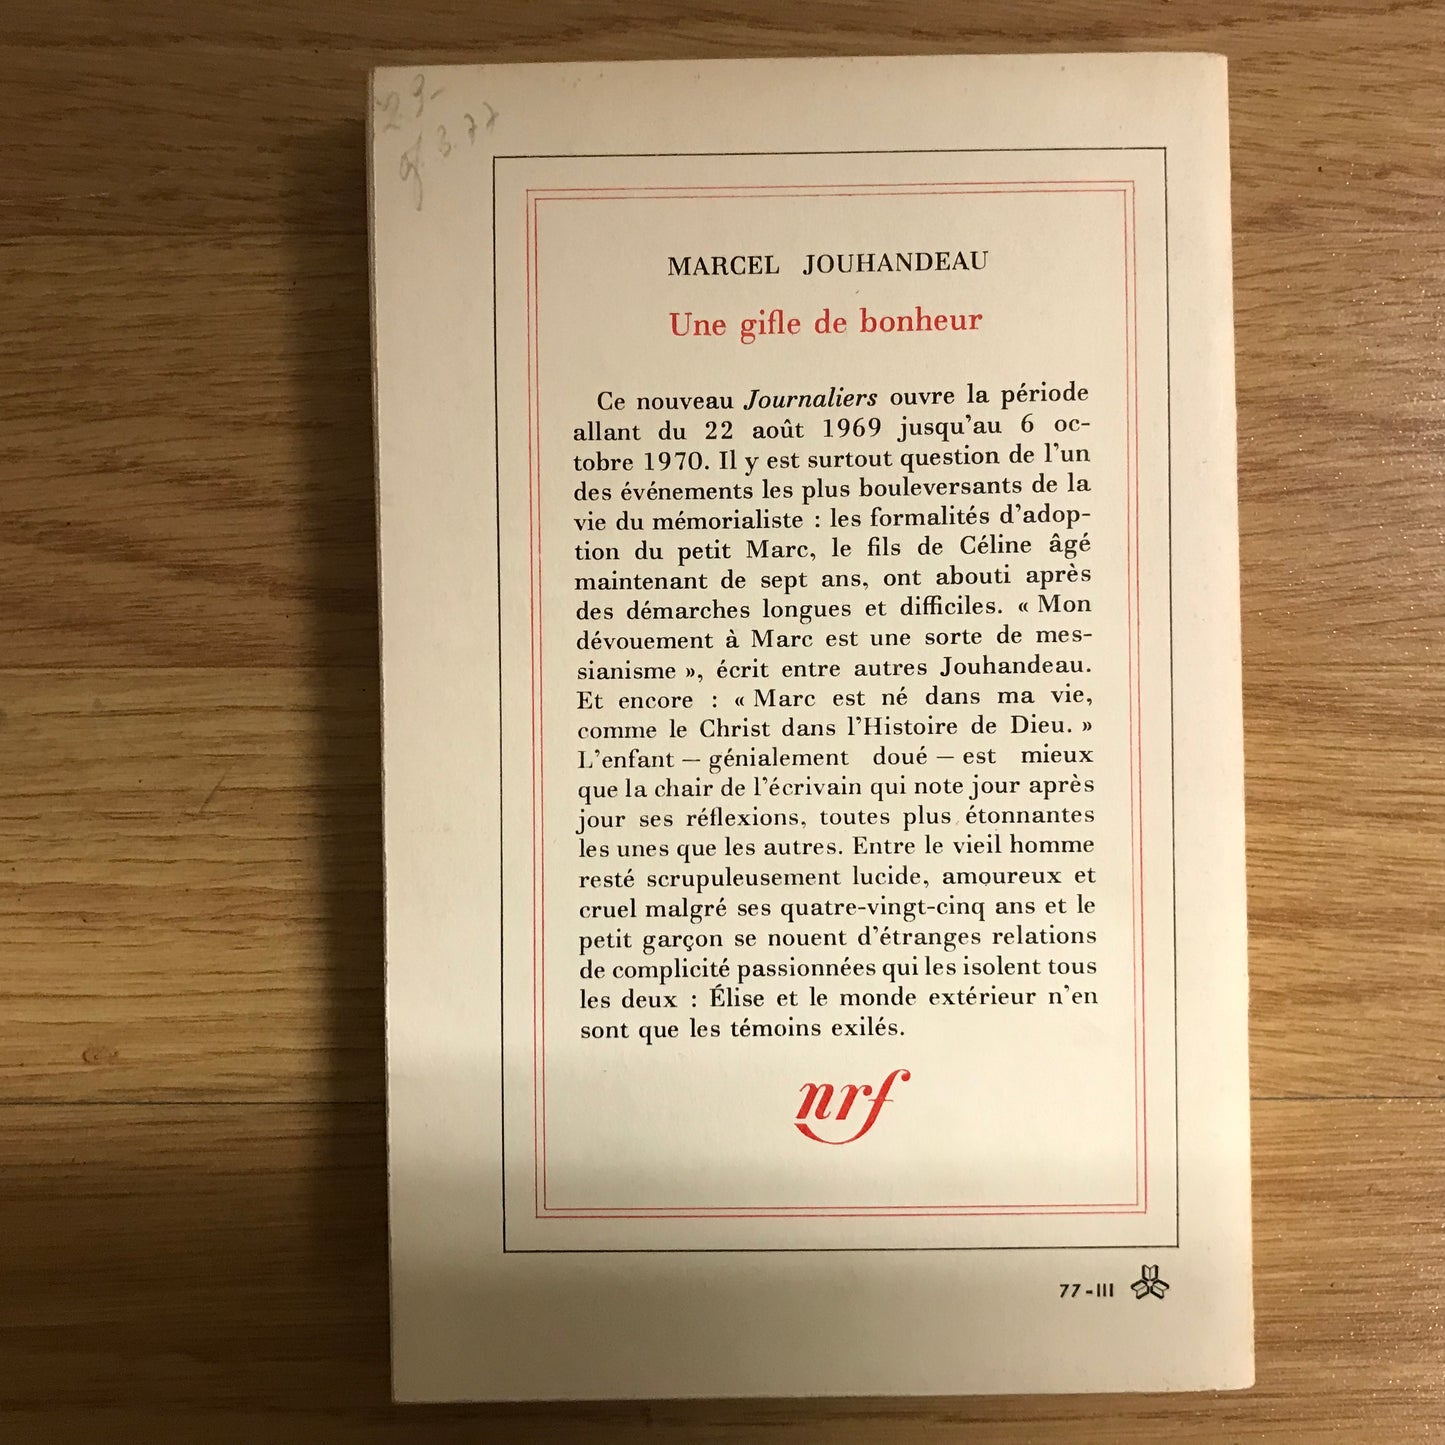 23-
3.77
MARCEL JOUHANDEAU
Une gifle de bonheur
Ce nouveau Journaliers ouvre la période
allant du 22 août 1969 jusqu'au 6 oc-
tobre 1970. Il y est surtout question de l'un
des événements les plus bouleversants de la
vie du mémorialiste : les formalités d'adop-
tion du petit Marc, le fils de Céline âgé
maintenant de sept ans, ont abouti après
des démarches longues et difficiles. « Mon
dévouement à Marc est une sorte de mes-
sianisme », écrit entre autres Jouhandeau.
Et encore : « Marc est né dans ma vie,
comme le Christ dans l'Histoire de Dieu. »
L'enfant — génialement doué — est mieux
que la chair de l'écrivain qui note jour après
jour ses réflexions, toutes plus étonnantes
les unes que les autres. Entre le vieil homme
resté scrupuleusement lucide, amoureux et
cruel malgré ses quatre-vingt-cinq ans et le
petit garçon se nouent d'étranges relations
de complicité passionnées qui les isolent tous
les deux : Élise et le monde extérieur n'en
sont que les témoins exilés.
nrf
77-III